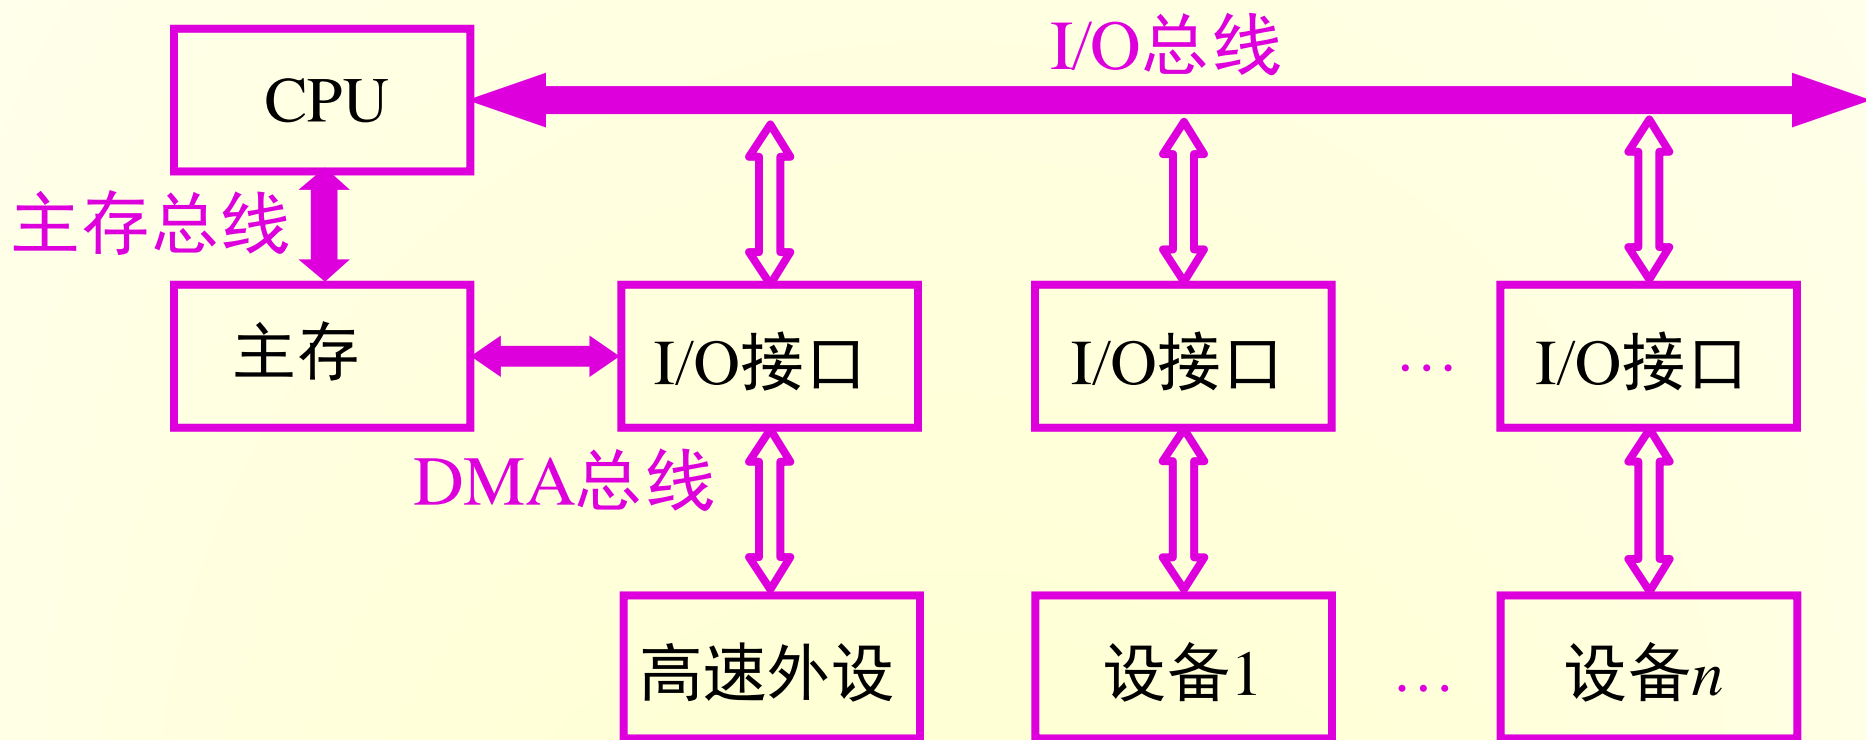 I/O总线
CPU
主存总线
主存
I/O接口
I/O接口
…
I/O接口
DMA总线
高速外设
设备1
…
设备n